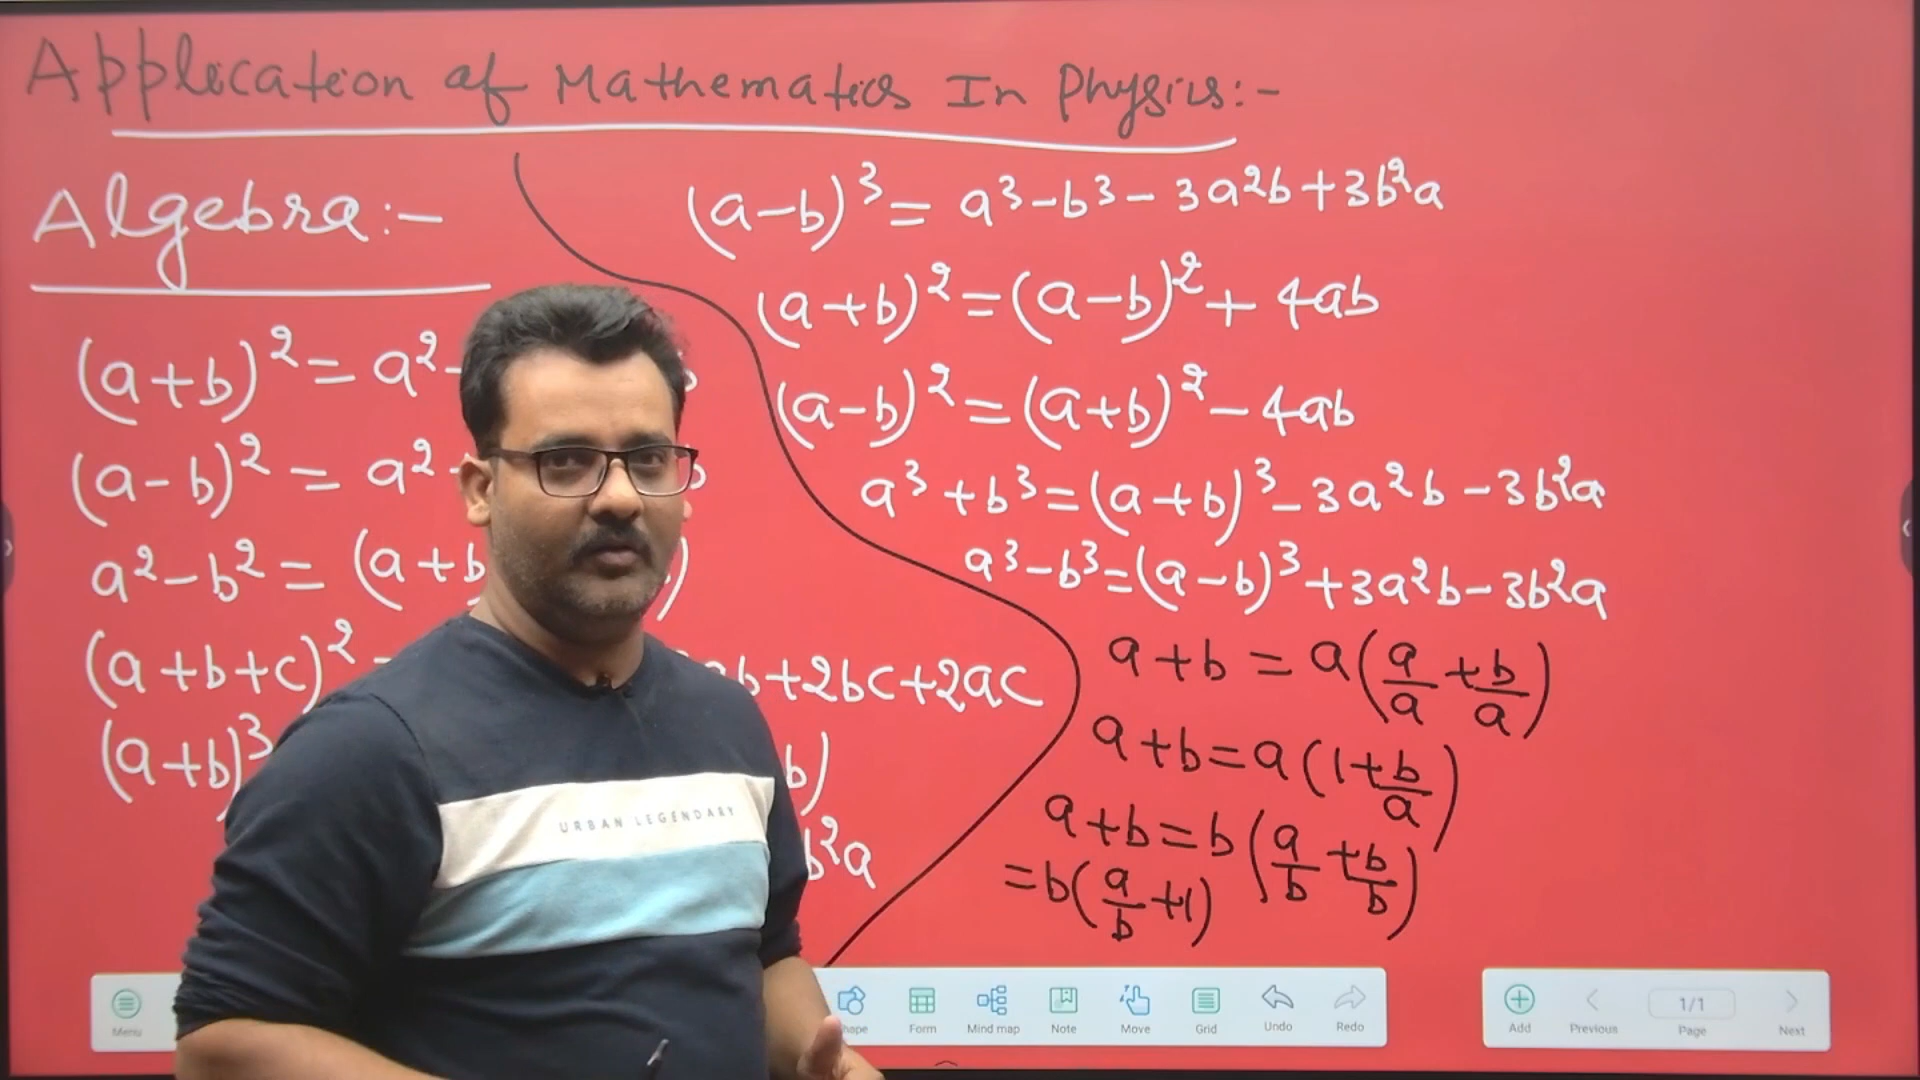 Application of Mathematics In Physics:-
Algebra:-
(a+b)² = a² -
(a-b)² = a² -
a²-b² = (a+b )
(a+b+c)² 2bc+2ac
(a+b)³ b)
b²a
(a-b)³ = a³-b³-3a²b+3b²a
(a+b)²=(a-b)²+4ab
(a-b)²=(a+b)²-4ab
a³+b³=(a+b)³-3a²b-3b²a
a³-b³=(a-b)³+3a²b-3b²a
a+b = a(a/a + b/a)
a+b=a(1+b/a)
a+b=b(a/b + b/b)
=b(a/b +1)
URBAN LEGENDARY
Menu Form Mind map Note Move Grid Undo Redo
Add Previous 1/1 Page Next